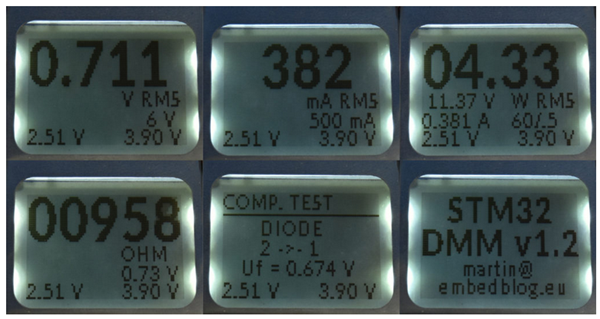 0.711
V RMS
6 V
2.51 V 3.90 V
382
mA RMS
500 mA
2.51 V 3.90 V
04.33
11.37 V W RMS
0.381 A 60/.5
2.51 V 3.90 V
00958
OHM
0.73 V
2.51 V 3.90 V
COMP. TEST
DIODE
2 ->- 1
Uf = 0.674 V
2.51 V 3.90 V
STM32
DMM v1.2
martin@
embedblog.eu